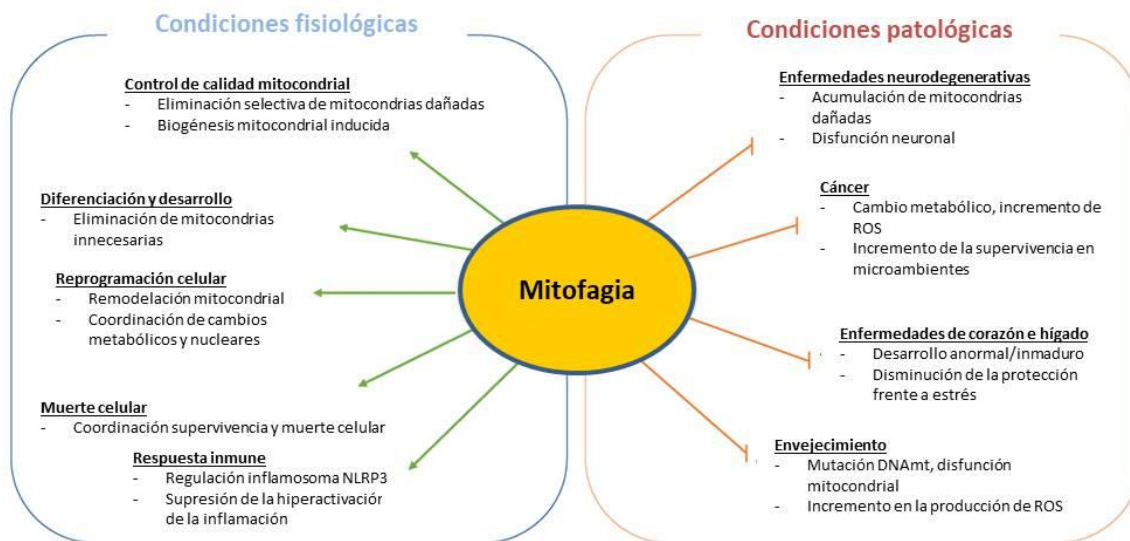 Condiciones fisiológicas
Control de calidad mitocondrial
- Eliminación selectiva de mitocondrias dañadas
- Biogénesis mitocondrial inducida
Diferenciación y desarrollo
- Eliminación de mitocondrias
innecesarias
Reprogramación celular
- Remodelación mitocondrial
- Coordinación de cambios
metabólicos y nucleares
Muerte celular
- Coordinación supervivencia y muerte celular
Respuesta inmune
- Regulación inflamosoma NLRP3
- Supresión de la hiperactivación
de la inflamación
Mitofagia
Condiciones patológicas
Enfermedades neurodegenerativas
- Acumulación de mitocondrias
dañadas
- Disfunción neuronal
Cáncer
- Cambio metabólico, incremento de
ROS
- Incremento de la supervivencia en
microambientes
Enfermedades de corazón e hígado
- Desarrollo anormal/inmaduro
- Disminución de la protección
frente a estrés
Envejecimiento
- Mutación DNAmt, disfunción
mitocondrial
- Incremento en la producción de ROS